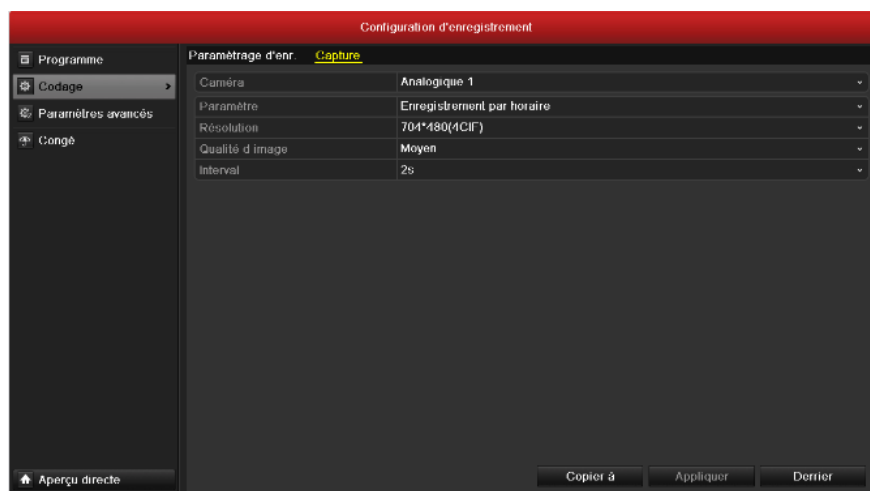 Configuration d'enregistrement
Programme
Codage
Paramètres avancés
Congé
Aperçu directe
Paramètrage d'enr. Capture
Caméra Analogique 1
Paramètre Enregistrement par horaire
Résolution 704*480(4CIF)
Qualité d image Moyen
Interval 2s
Copier à Appliquer Derrier